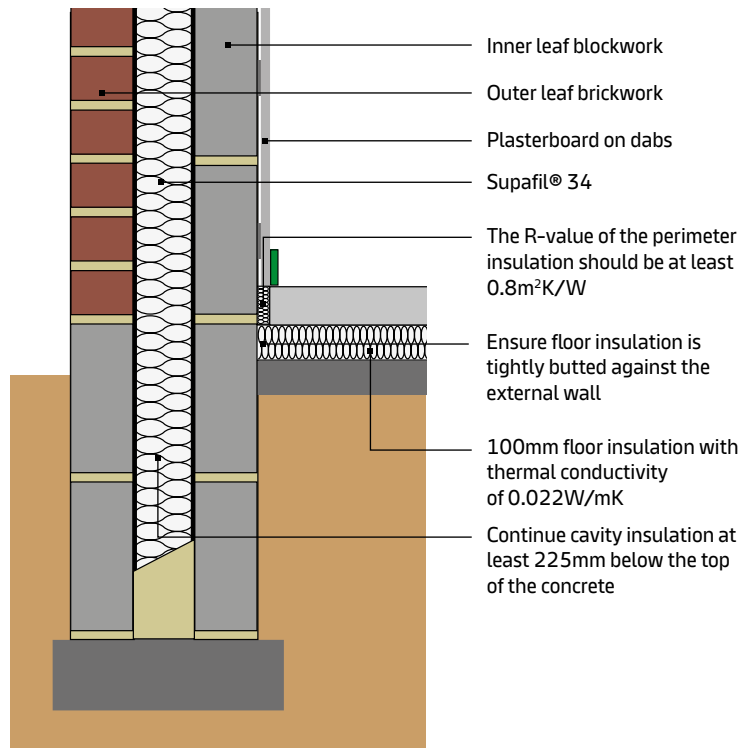 Inner leaf blockwork
Outer leaf brickwork
Plasterboard on dabs
Supafil® 34
The R-value of the perimeter
insulation should be at least
0.8m²K/W
Ensure floor insulation is
tightly butted against the
external wall
100mm floor insulation with
thermal conductivity
of 0.022W/mK
Continue cavity insulation at
least 225mm below the top
of the concrete